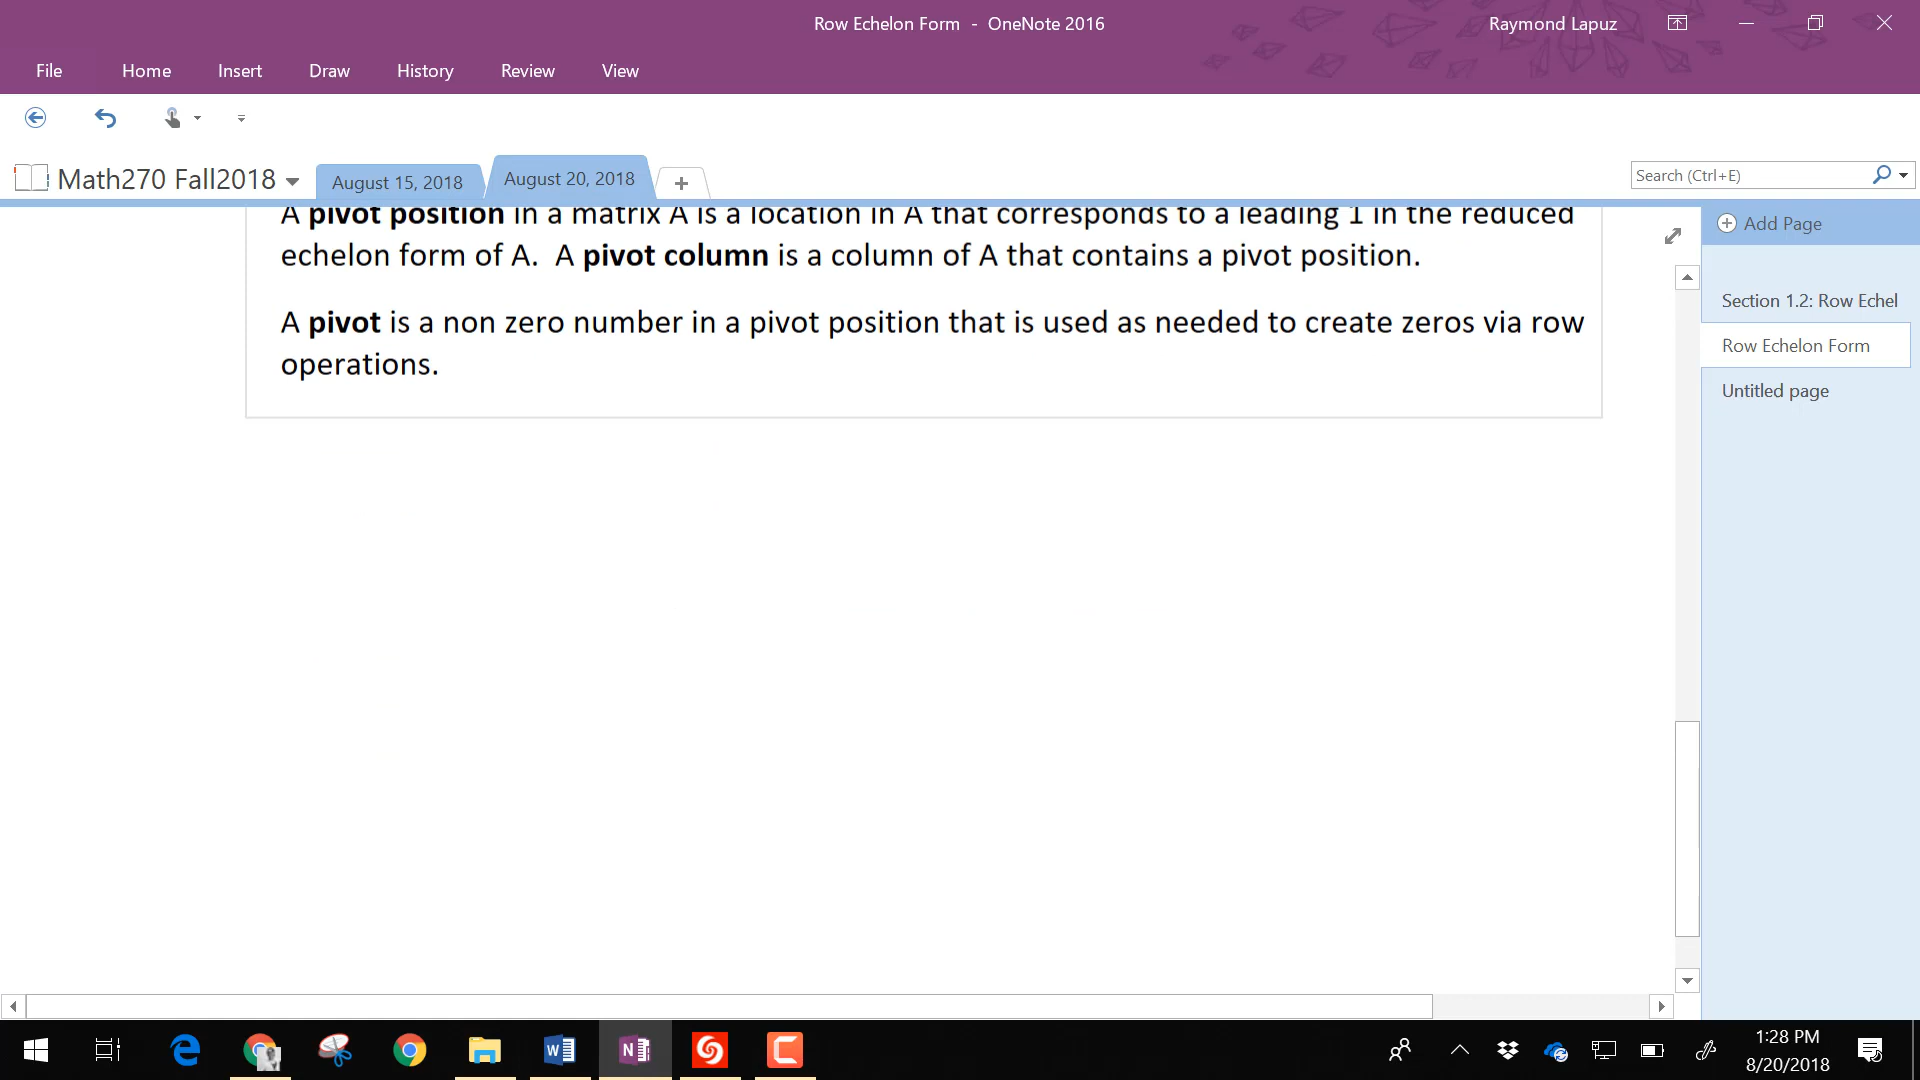 Row Echelon Form - OneNote 2016
Raymond Lapuz
File Home Insert Draw History Review View
Math270 Fall2018
August 15, 2018
August 20, 2018
Search (Ctrl+E)
A pivot position in a matrix A is a location in A that corresponds to a leading 1 in the reduced
echelon form of A. A pivot column is a column of A that contains a pivot position.
A pivot is a non zero number in a pivot position that is used as needed to create zeros via row
operations.
Add Page
Section 1.2: Row Echel
Row Echelon Form
Untitled page
1:28 PM
8/20/2018